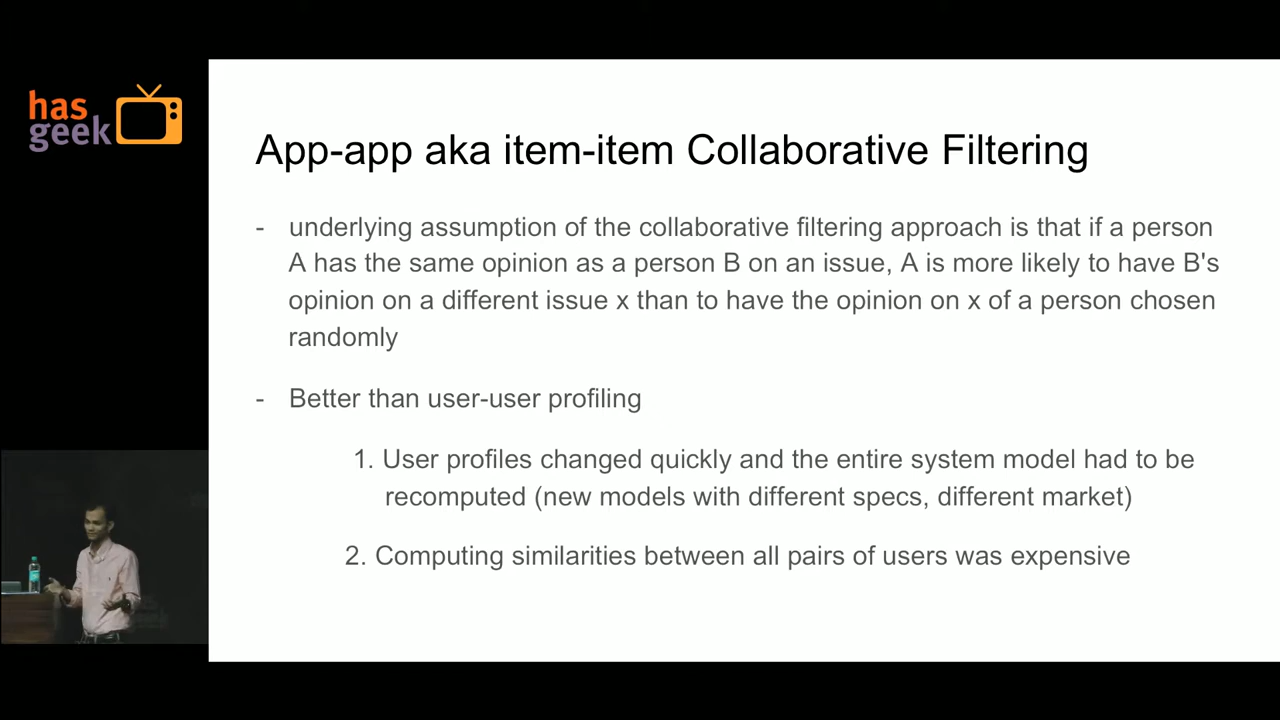 has
geek
App-app aka item-item Collaborative Filtering
- underlying assumption of the collaborative filtering approach is that if a person
A has the same opinion as a person B on an issue, A is more likely to have B's
opinion on a different issue x than to have the opinion on x of a person chosen
randomly
- Better than user-user profiling
1. User profiles changed quickly and the entire system model had to be
recomputed (new models with different specs, different market)
2. Computing similarities between all pairs of users was expensive